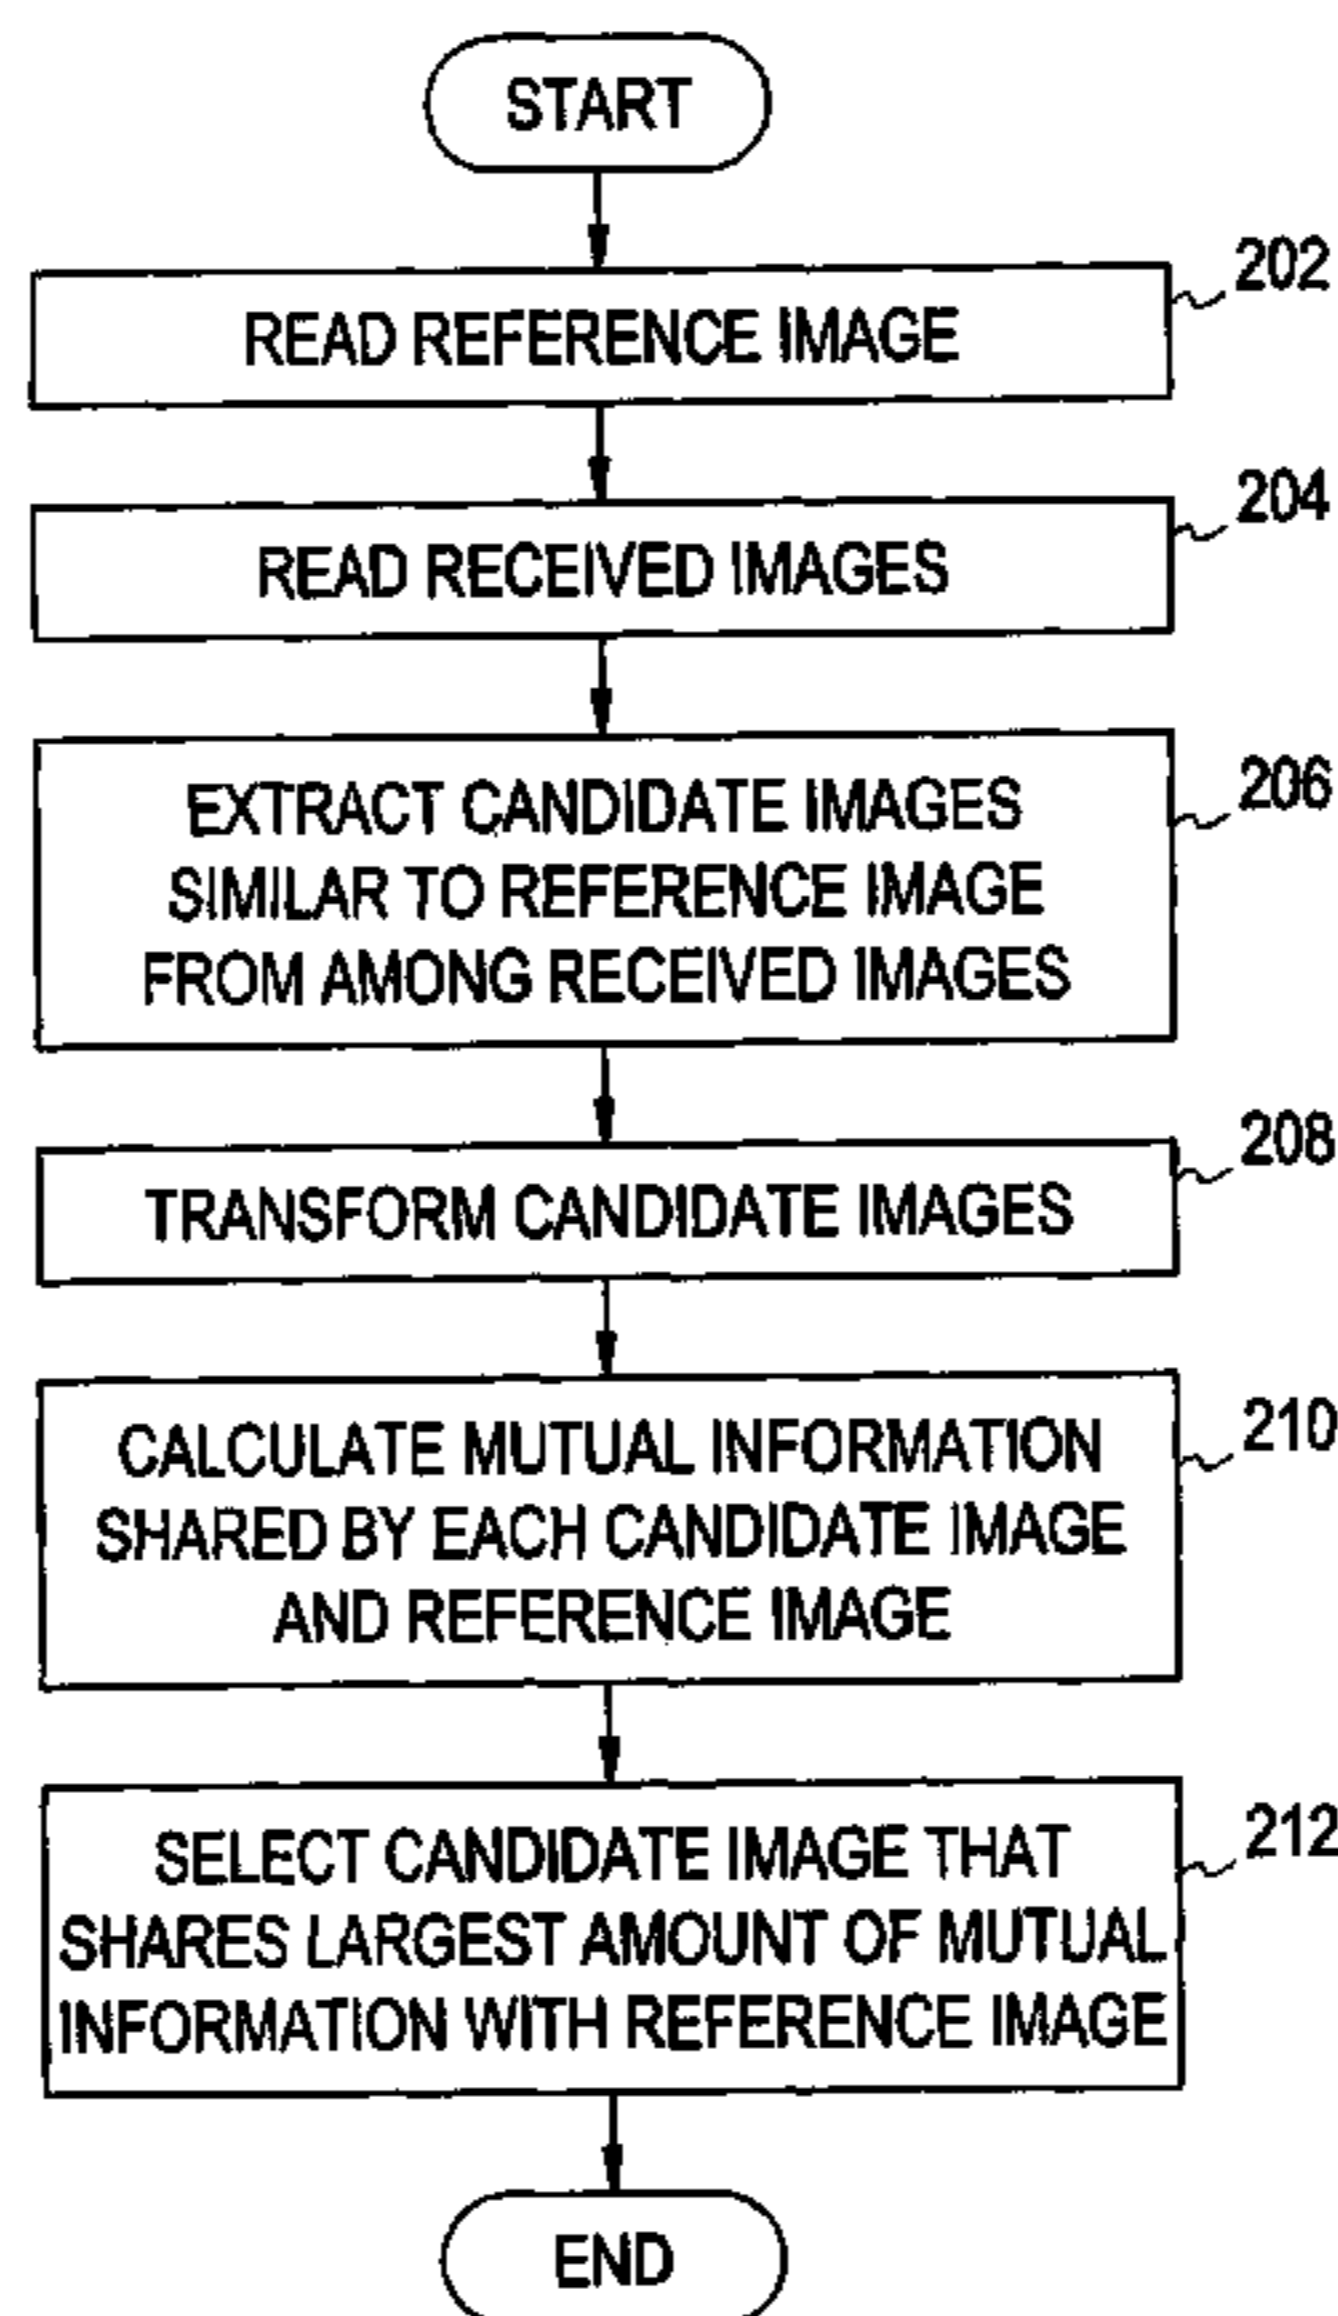 START
202
READ REFERENCE IMAGE
204
READ RECEIVED IMAGES
206
EXTRACT CANDIDATE IMAGES
SIMILAR TO REFERENCE IMAGE
FROM AMONG RECEIVED IMAGES
208
TRANSFORM CANDIDATE IMAGES
210
CALCULATE MUTUAL INFORMATION
SHARED BY EACH CANDIDATE IMAGE
AND REFERENCE IMAGE
212
SELECT CANDIDATE IMAGE THAT
SHARES LARGEST AMOUNT OF MUTUAL
INFORMATION WITH REFERENCE IMAGE
END